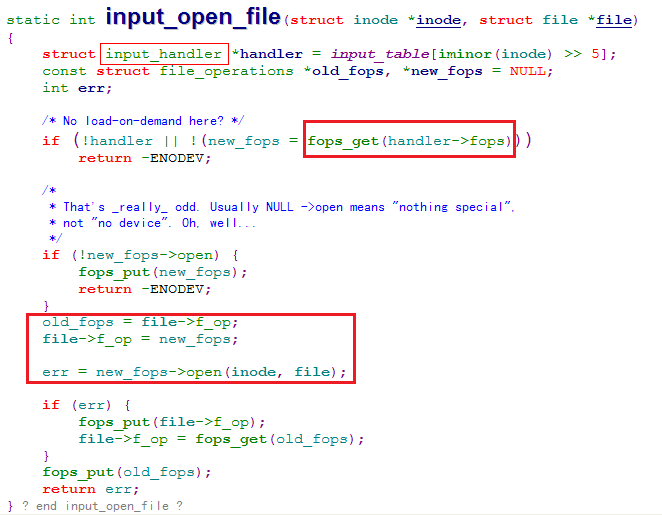 static int input_open_file(struct inode *inode, struct file *file)
{
struct input_handler *handler = input_table[iminor(inode) >> 5];
const struct file_operations *old_fops, *new_fops = NULL;
int err;
/* No load-on-demand here? */
if (!handler || !(new_fops = fops_get(handler->fops)))
return -ENODEV;
/*
* That's _really_ odd. Usually NULL ->open means "nothing special",
* not "no device". Oh, well...
*/
if (!new_fops->open) {
fops_put(new_fops);
return -ENODEV;
}
old_fops = file->f_op;
file->f_op = new_fops;
err = new_fops->open(inode, file);
if (err) {
fops_put(file->f_op);
file->f_op = fops_get(old_fops);
}
fops_put(old_fops);
return err;
} ? end input_open_file ?